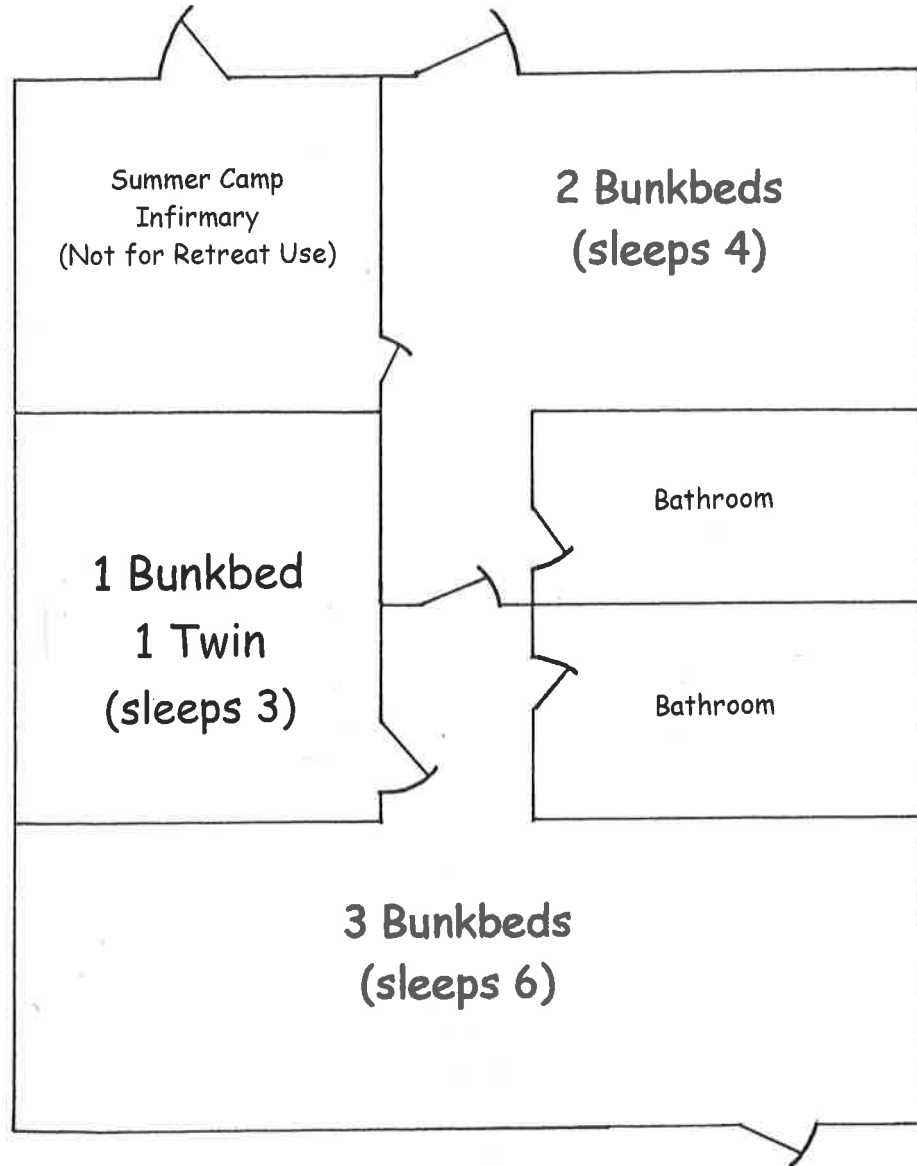 Summer Camp
Infirmary
(Not for Retreat Use)
2 Bunkbeds
(sleeps 4)
Bathroom
1 Bunkbed
1 Twin
(sleeps 3)
Bathroom
3 Bunkbeds
(sleeps 6)